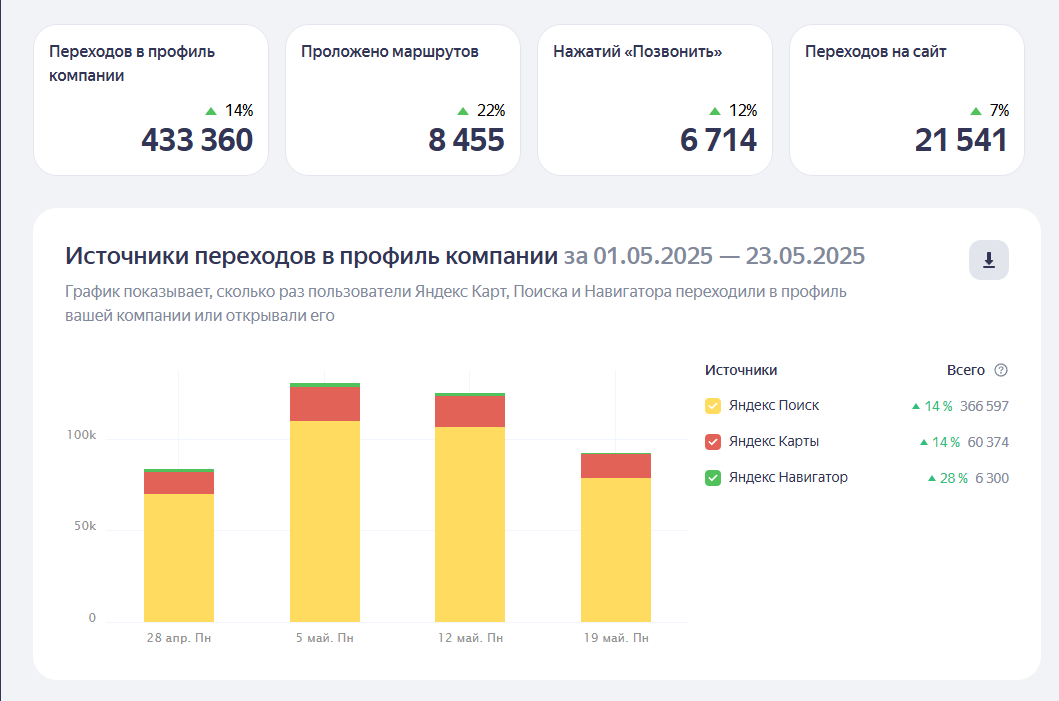 Переходов в профиль
компании
14%
433 360
Проложено маршрутов
22%
8 455
Нажатий «Позвонить»
12%
6 714
Переходов на сайт
7%
21 541
Источники переходов в профиль компании за 01.05.2025 — 23.05.2025
График показывает, сколько раз пользователи Яндекс Карт, Поиска и Навигатора переходили в профиль
вашей компании или открывали его
100k
50k
0
28 апр. Пн
5 май. Пн
12 май. Пн
19 май. Пн
Источники Всего ?
Яндекс Поиск 14 % 366 597
Яндекс Карты 14 % 60 374
Яндекс Навигатор 28 % 6 300